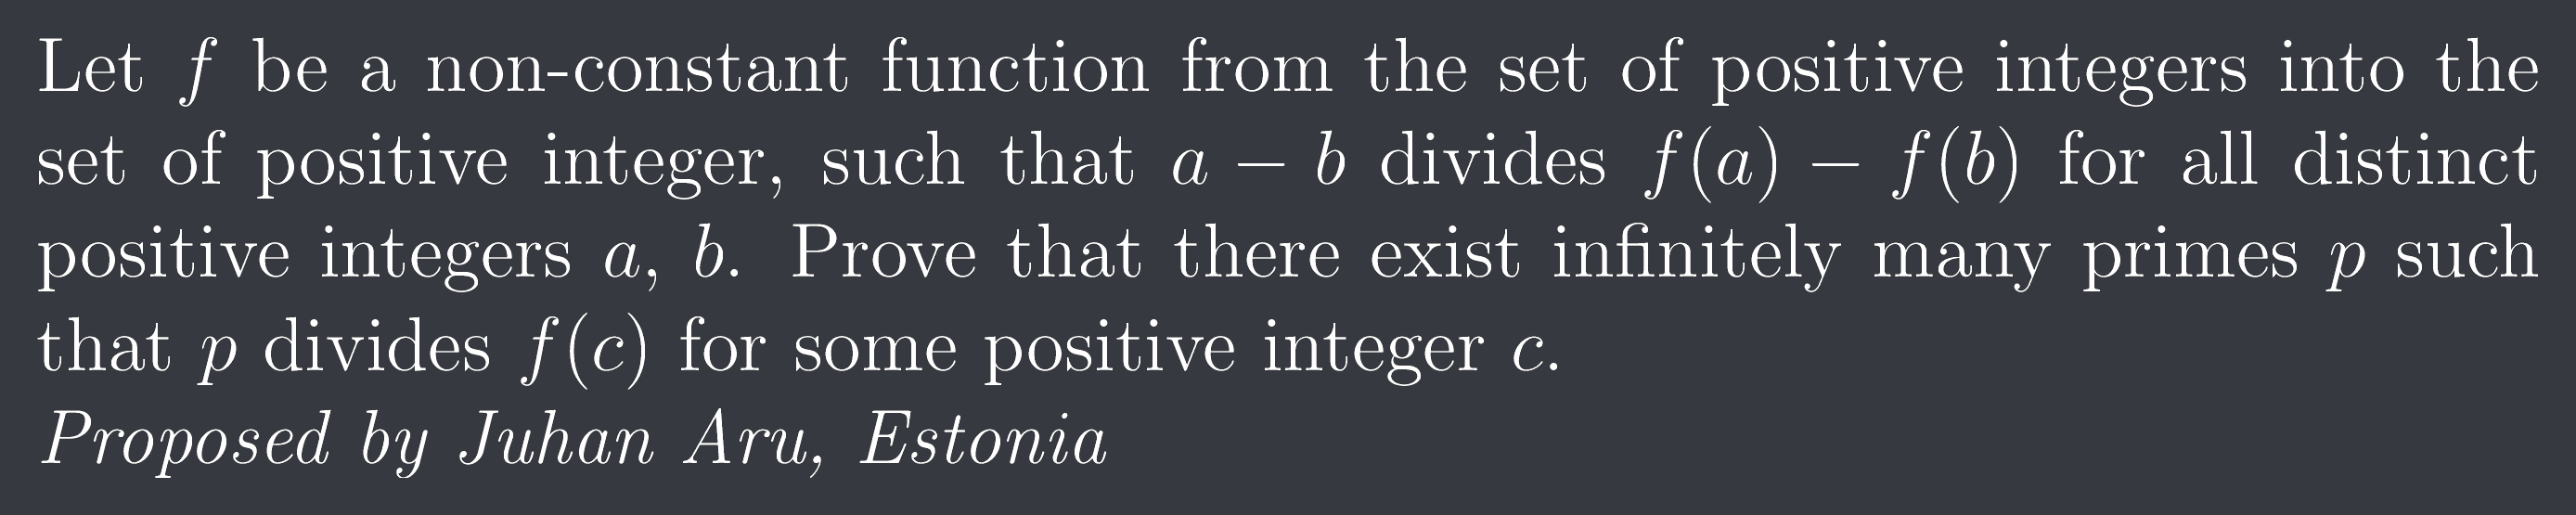 Let f be a non-constant function from the set of positive integers into the
set of positive integer, such that a − b divides f(a) − f(b) for all distinct
positive integers a, b. Prove that there exist infinitely many primes p such
that p divides f(c) for some positive integer c.
Proposed by Juhan Aru, Estonia